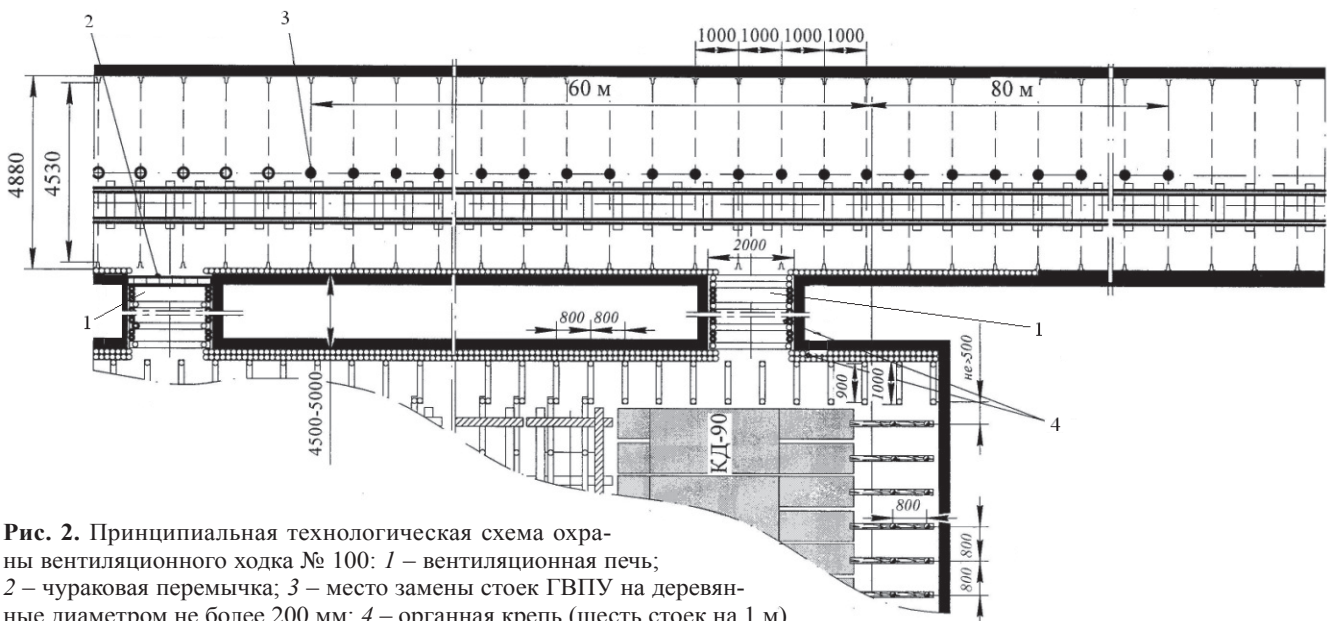 2
3
1000 1000 1000 1000
60 м
80 м
4880
4530
2000
1
800 800
1
4500-5000
900
1000
не>500
4
КД-90
800
800
800
Рис. 2. Принципиальная технологическая схема охра-
ны вентиляционного ходка № 100: 1 – вентиляционная печь;
2 – чураковая перемычка; 3 – место замены стоек ГВПУ на деревян-
ные диаметром не более 200 мм; 4 – органная крепь (шесть стоек на 1 м)